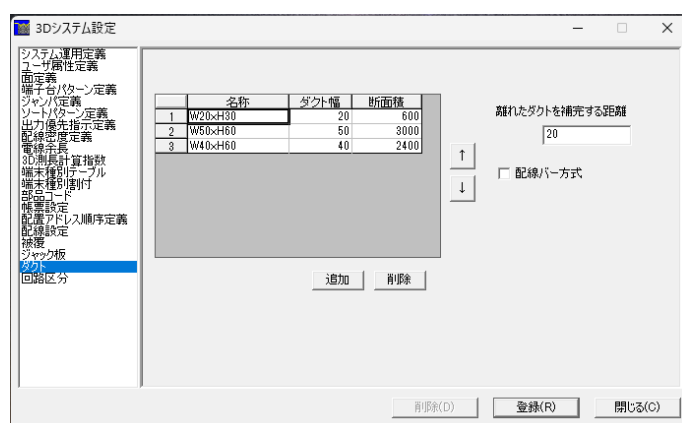 3Dシステム設定
システム運用定義
ユーザ属性定義
面定義
端子台パターン定義
ジャンパ定義
ソートパターン定義
出力優先指示定義
配線密度定義
電線余長
3D測長計算指数
端末種別テーブル
端末種別割付
部品コード
帳票設定
配置アドレス順序定義
配線設定
被覆
ジャック板
ダクト
回路区分
名称 ダクト幅 断面積
1 W20×H30 20 600
2 W50×H60 50 3000
3 W40×H60 40 2400
↑
↓
追加 削除
離れたダクトを補完する距離
20
配線バー方式
削除(D) 登録(R) 閉じる(C)